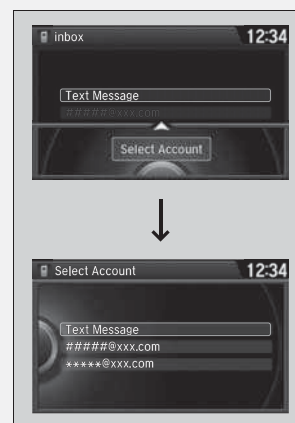 inbox 12:34
Text Message
#####@xxx.com
Select Account
Select Account 12:34
Text Message
#####@xxx.com
*****@xxx.com